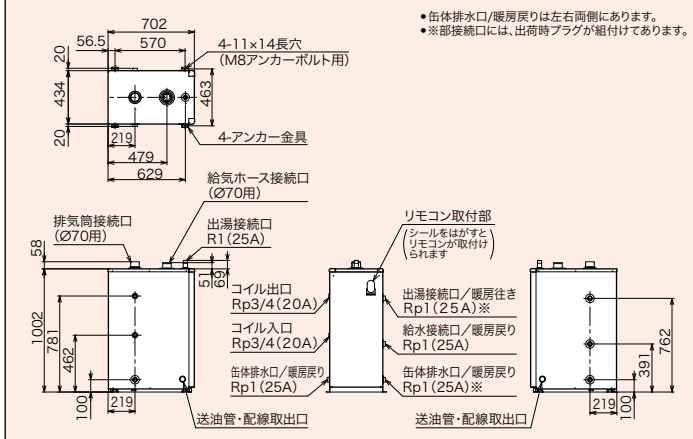 ●缶体排水口/暖房戻りは左右両側にあります。
●※部接続口には、出荷時プラグが組付けてあります。
702
56.5
570
20
434
20
463
4-11×14長穴
(M8アンカーボルト用)
4-アンカー金具
219
479
629
給気ホース接続口
(Ø70用)
排気筒接続口
(Ø70用)
出湯接続口
R1(25A)
58
51
69
1002
781
462
100
219
送油管・配線取出口
リモコン取付部
(シールをはがすと
リモコンが取付け
られます)
コイル出口
Rp3/4(20A)
コイル入口
Rp3/4(20A)
缶体排水口/暖房戻り
Rp1(25A)
出湯接続口/暖房往き
Rp1(25A)※
給水接続口/暖房戻り
Rp1(25A)
缶体排水口/暖房戻り
Rp1(25A)※
762
391
100
219
送油管・配線取出口